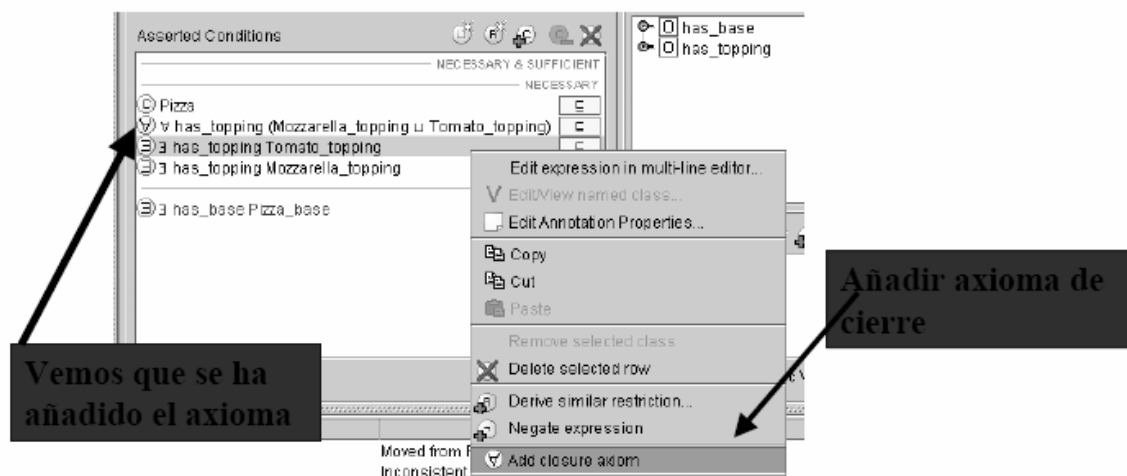 Asserted Conditions
NECESSARY & SUFFICIENT
NECESSARY
Pizza
∀ has_topping (Mozzarella_topping ⊔ Tomato_topping)
∃ has_topping Tomato_topping
∃ has_topping Mozzarella_topping
∃ has_base Pizza_base
has_base
has_topping
Edit expression in multi-line editor...
Edit/View named class...
Edit Annotation Properties...
Copy
Cut
Paste
Remove selected class
Delete selected row
Derive similar restriction...
Negate expression
Add closure axiom
Añadir axioma de
cierre
Vemos que se ha
añadido el axioma
Moved from
Inconsistent